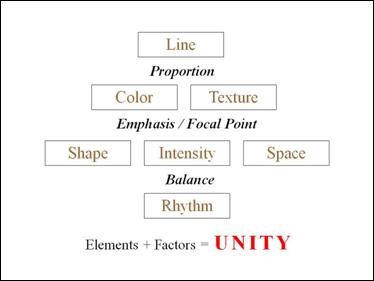 Line
Proportion
Color Texture
Emphasis / Focal Point
Shape Intensity Space
Balance
Rhythm
Elements + Factors = UNITY